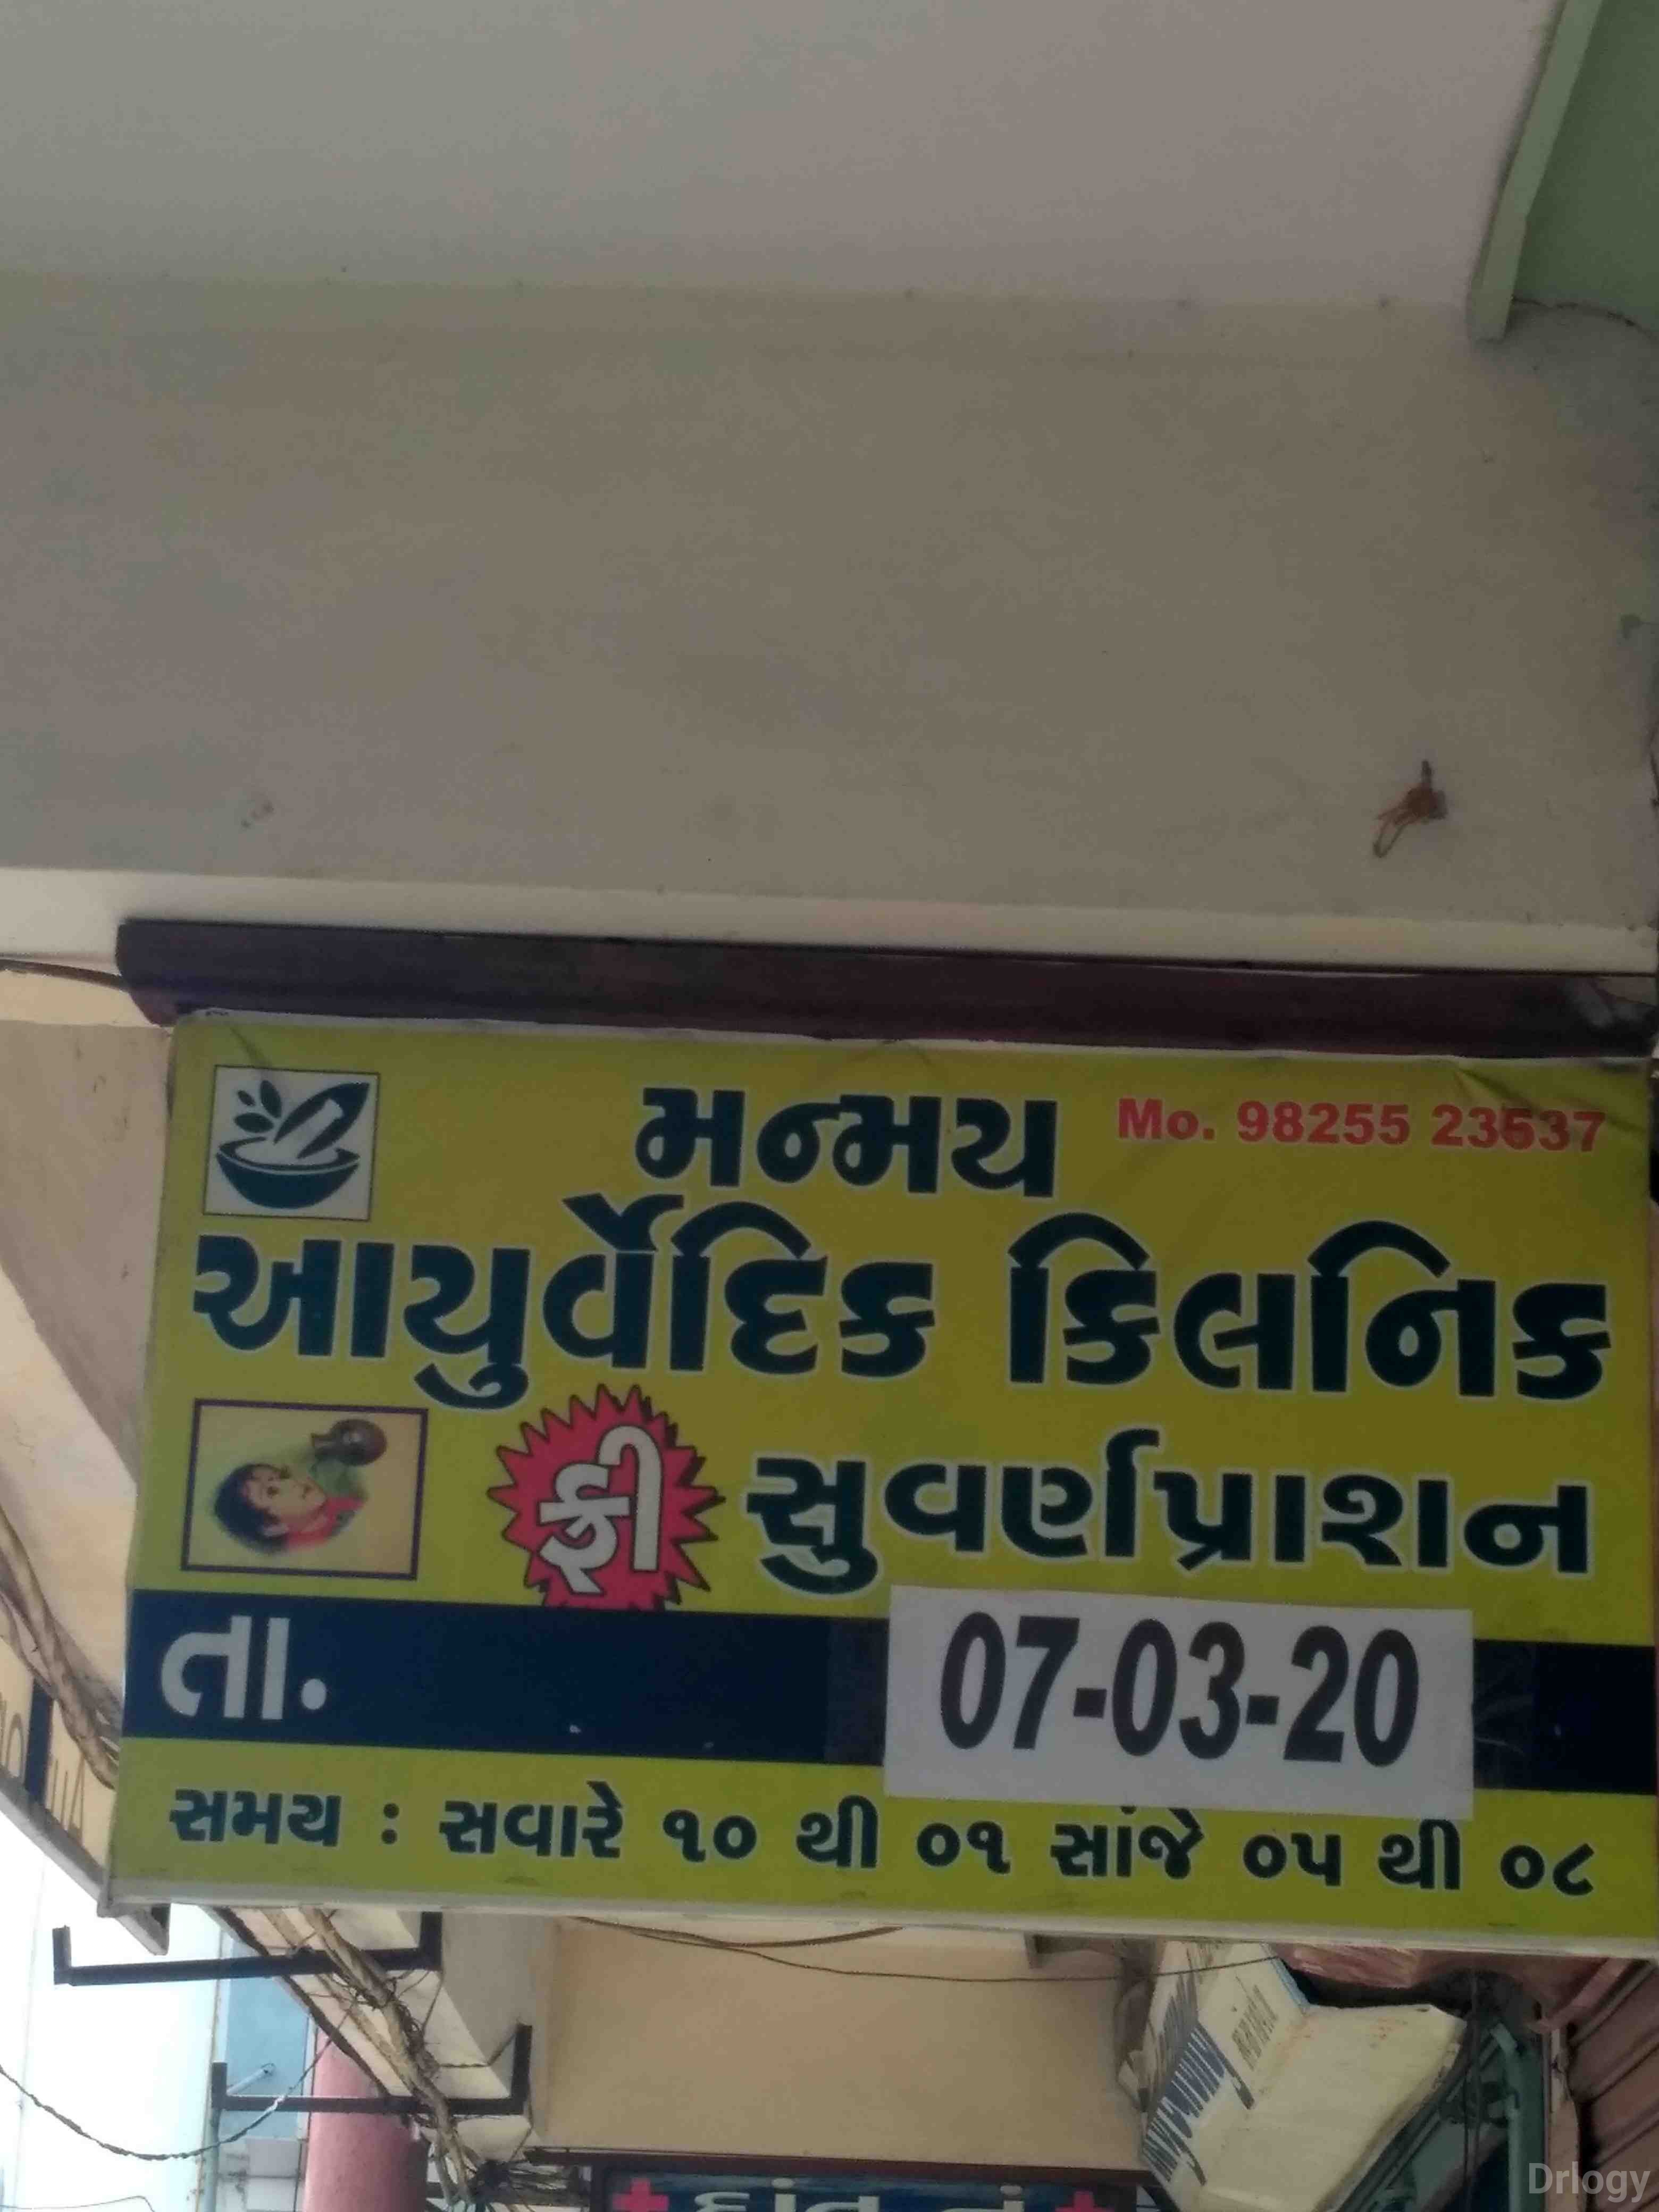 મન્મય
Mo. 98255 23537
આયુર્વેદિક કિલનિક
ફ્રી
સુવર્ણપ્રાશન
તા.
07-03-20
સમય : સવારે ૧૦ થી ૦૧ સાંજે ૦૫ થી ૦૮
Drlogy